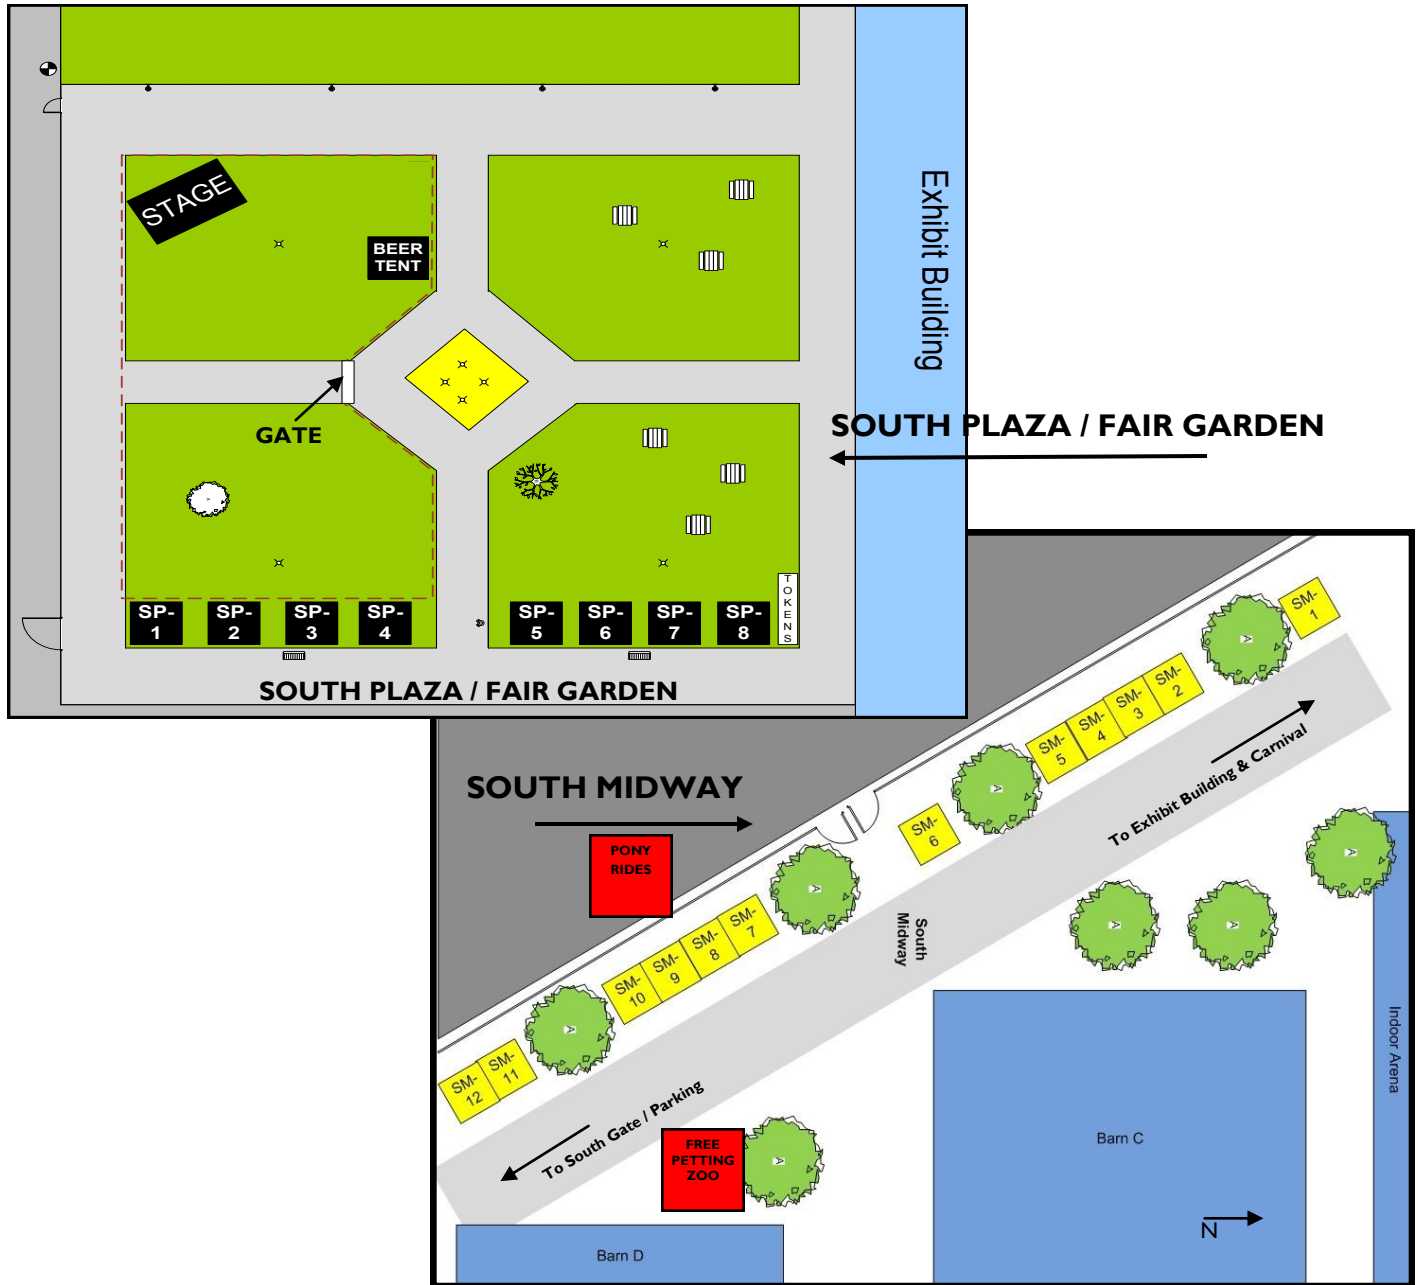 STAGE
BEER
TENT
Exhibit Building
GATE
SOUTH PLAZA / FAIR GARDEN
SP-
1
SP-
2
SP-
3
SP-
4
SP-
5
SP-
6
SP-
7
SP-
8
TOKENS
SOUTH PLAZA / FAIR GARDEN
SM-
1
SM-
2
SM-
3
SM-
4
SM-
5
SM-
6
SM-
7
SM-
8
SM-
9
SM-
10
SM-
11
SM-
12
A
A
A
A
A
A
A
A
SOUTH MIDWAY
PONY
RIDES
To Exhibit Building & Carnival
South
Midway
To South Gate / Parking
FREE
PETTING
ZOO
Indoor Arena
Barn C
Barn D
N